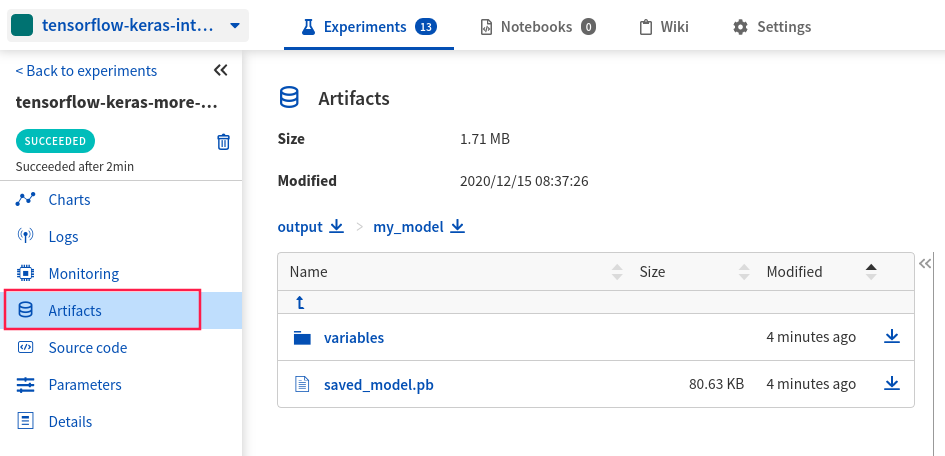 tensorflow-keras-int...
Experiments 13
Notebooks 0
Wiki
Settings
< Back to experiments
tensorflow-keras-more-...
SUCCEEDED
Succeeded after 2min
Charts
Logs
Monitoring
Artifacts
Source code
Parameters
Details
Artifacts
Size 1.71 MB
Modified 2020/12/15 08:37:26
output > my_model
Name Size Modified
variables 4 minutes ago
saved_model.pb 80.63 KB 4 minutes ago